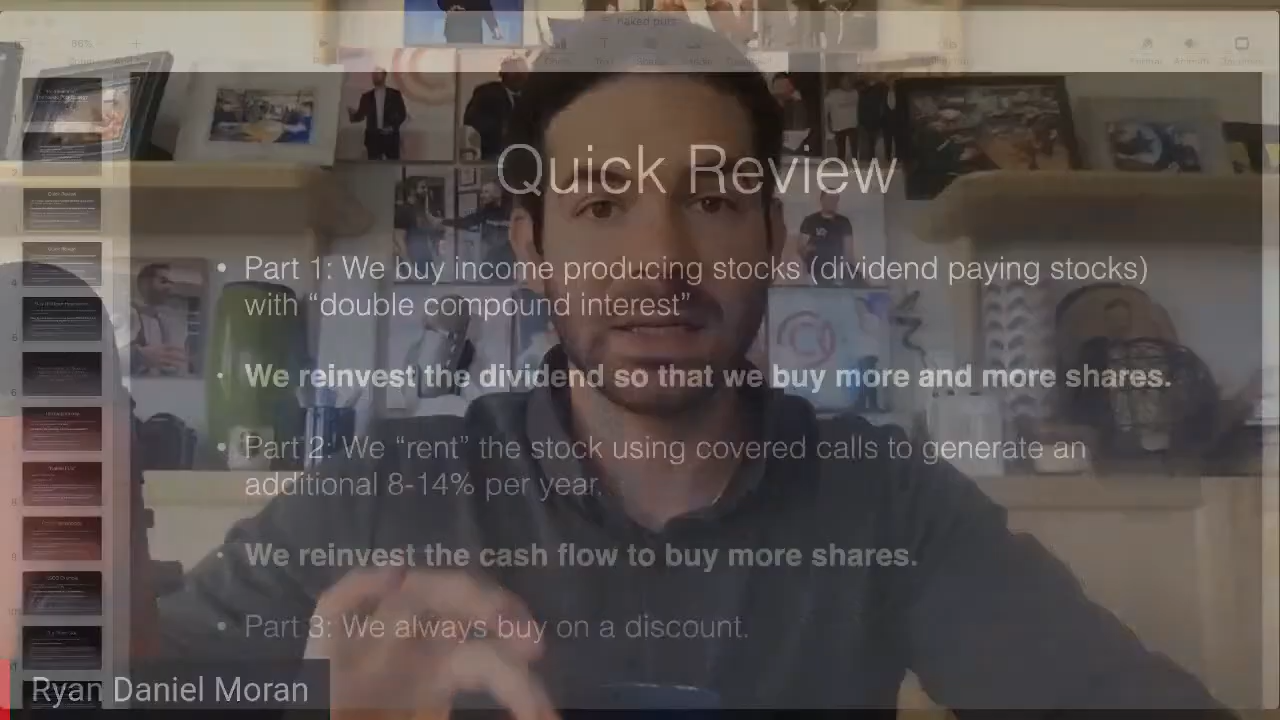 naked puts
86%
Quick Review
• Part 1: We buy income producing stocks (dividend paying stocks)
with “double compound interest”
• We reinvest the dividend so that we buy more and more shares.
• Part 2: We “rent” the stock using covered calls to generate an
additional 8-14% per year.
• We reinvest the cash flow to buy more shares.
• Part 3: We always buy on a discount.
Ryan Daniel Moran